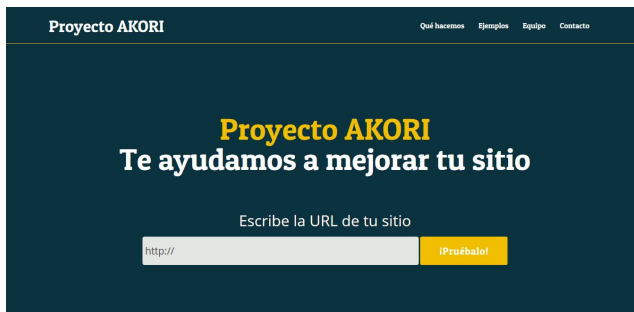 Proyecto AKORI
Qué hacemos Ejemplos Equipo Contacto
Proyecto AKORI
Te ayudamos a mejorar tu sitio
Escribe la URL de tu sitio
http:// ¡Pruébalo!